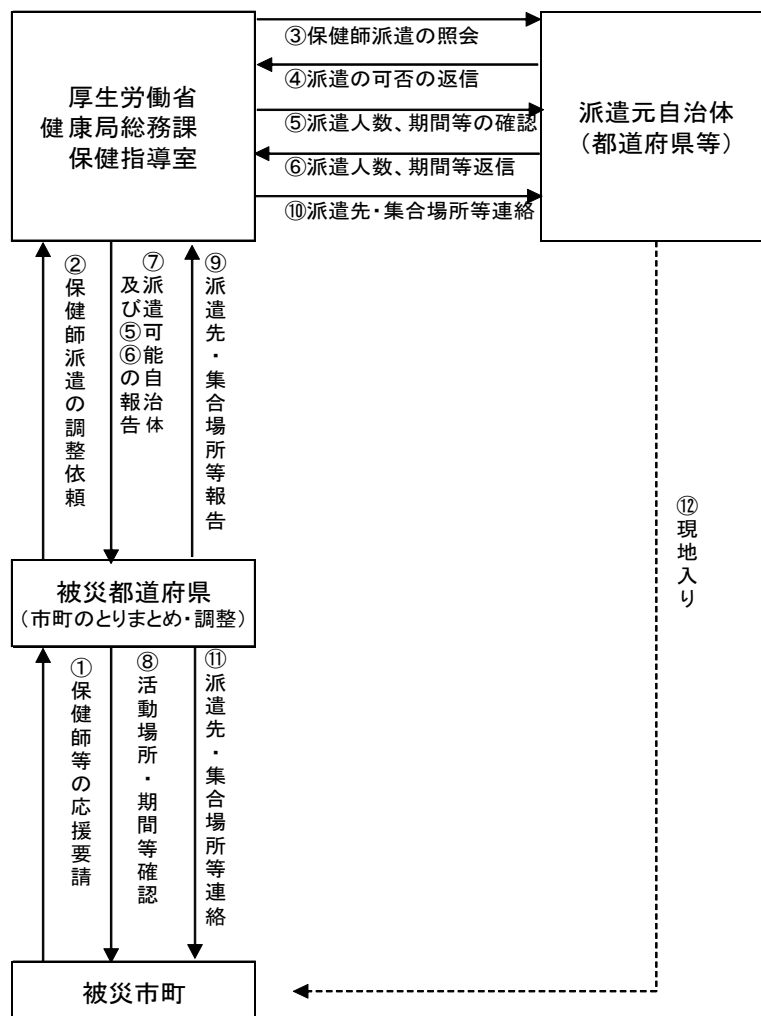 厚生労働省
健康局総務課
保健指導室
③保健師派遣の照会
④派遣の可否の返信
⑤派遣人数、期間等の確認
⑥派遣人数、期間等返信
⑩派遣先・集合場所等連絡
派遣元自治体
(都道府県等)
②保健師派遣の調整依頼
⑦派遣可能自治体
及び⑤⑥の報告
⑨派遣先・集合場所等報告
⑫現地入り
被災都道府県
(市町のとりまとめ・調整)
①保健師等の応援要請
⑧活動場所・期間等確認
⑪派遣先・集合場所等連絡
被災市町